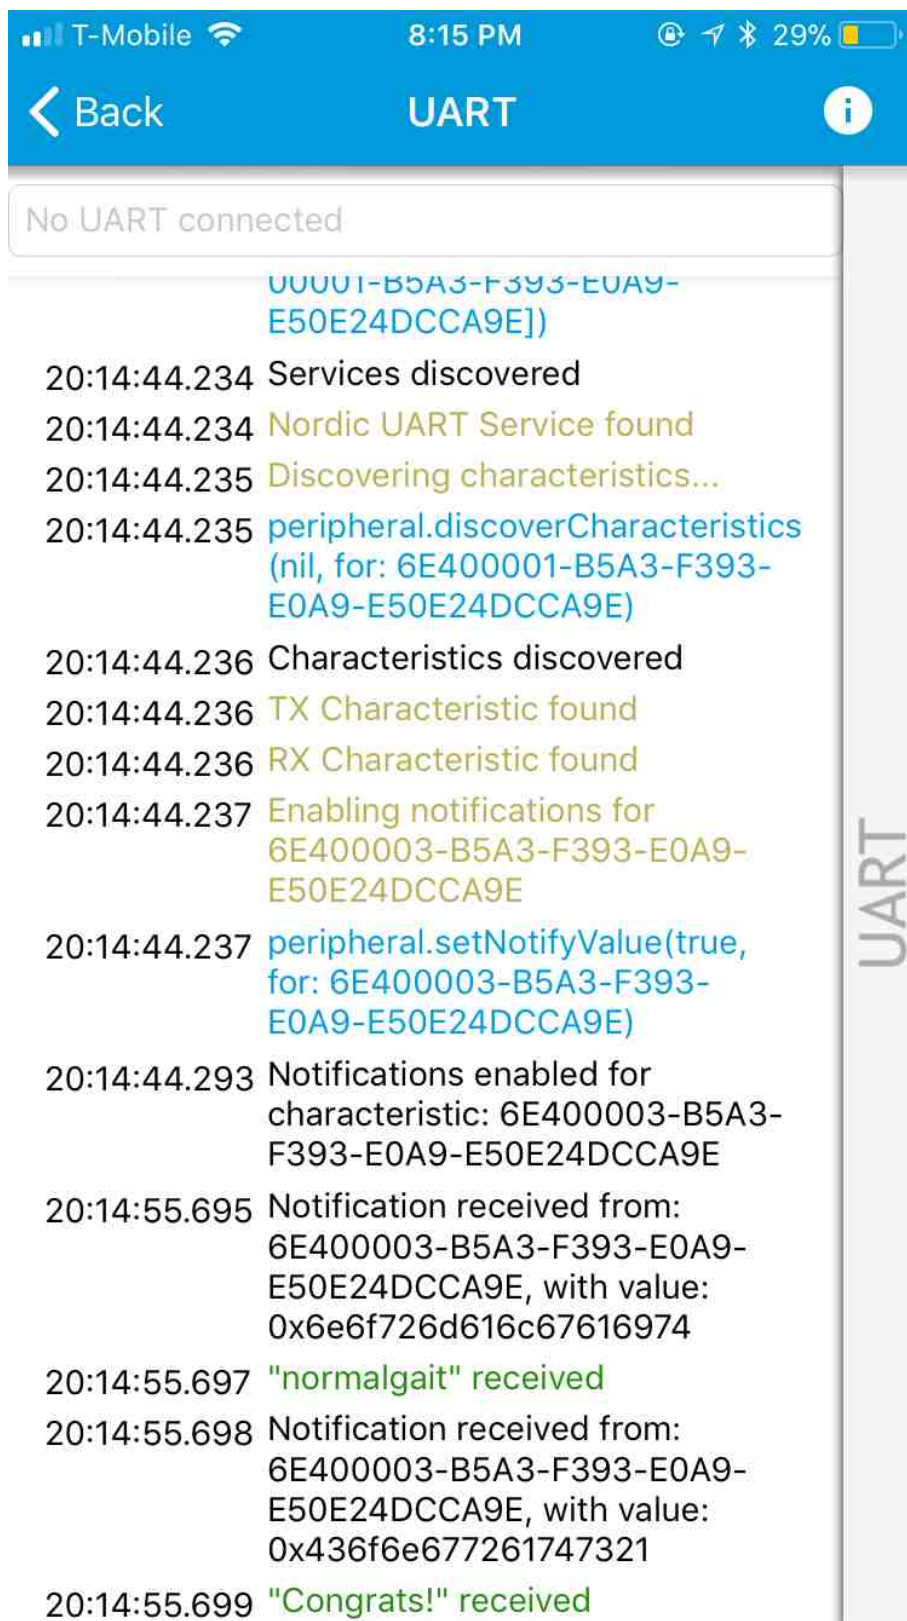 T-Mobile 8:15 PM 29%
Back UART i
No UART connected
00001-B5A3-F393-E0A9-
E50E24DCCA9E])
20:14:44.234 Services discovered
20:14:44.234 Nordic UART Service found
20:14:44.235 Discovering characteristics...
20:14:44.235 peripheral.discoverCharacteristics
(nil, for: 6E400001-B5A3-F393-
E0A9-E50E24DCCA9E)
20:14:44.236 Characteristics discovered
20:14:44.236 TX Characteristic found
20:14:44.236 RX Characteristic found
20:14:44.237 Enabling notifications for
6E400003-B5A3-F393-E0A9-
E50E24DCCA9E
20:14:44.237 peripheral.setNotifyValue(true,
for: 6E400003-B5A3-F393-
E0A9-E50E24DCCA9E)
20:14:44.293 Notifications enabled for
characteristic: 6E400003-B5A3-
F393-E0A9-E50E24DCCA9E
20:14:55.695 Notification received from:
6E400003-B5A3-F393-E0A9-
E50E24DCCA9E, with value:
0x6e6f726d616c67616974
20:14:55.697 "normalgait" received
20:14:55.698 Notification received from:
6E400003-B5A3-F393-E0A9-
E50E24DCCA9E, with value:
0x436f6e677261747321
20:14:55.699 "Congrats!" received
UART